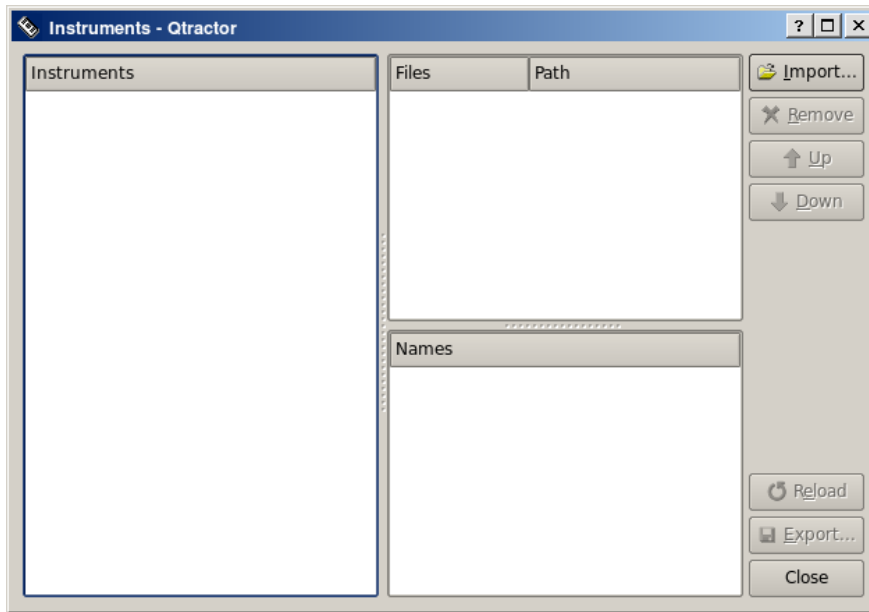 Instruments - Qtractor
?
Instruments
Files Path
Names
Import...
Remove
Up
Down
Reload
Export...
Close